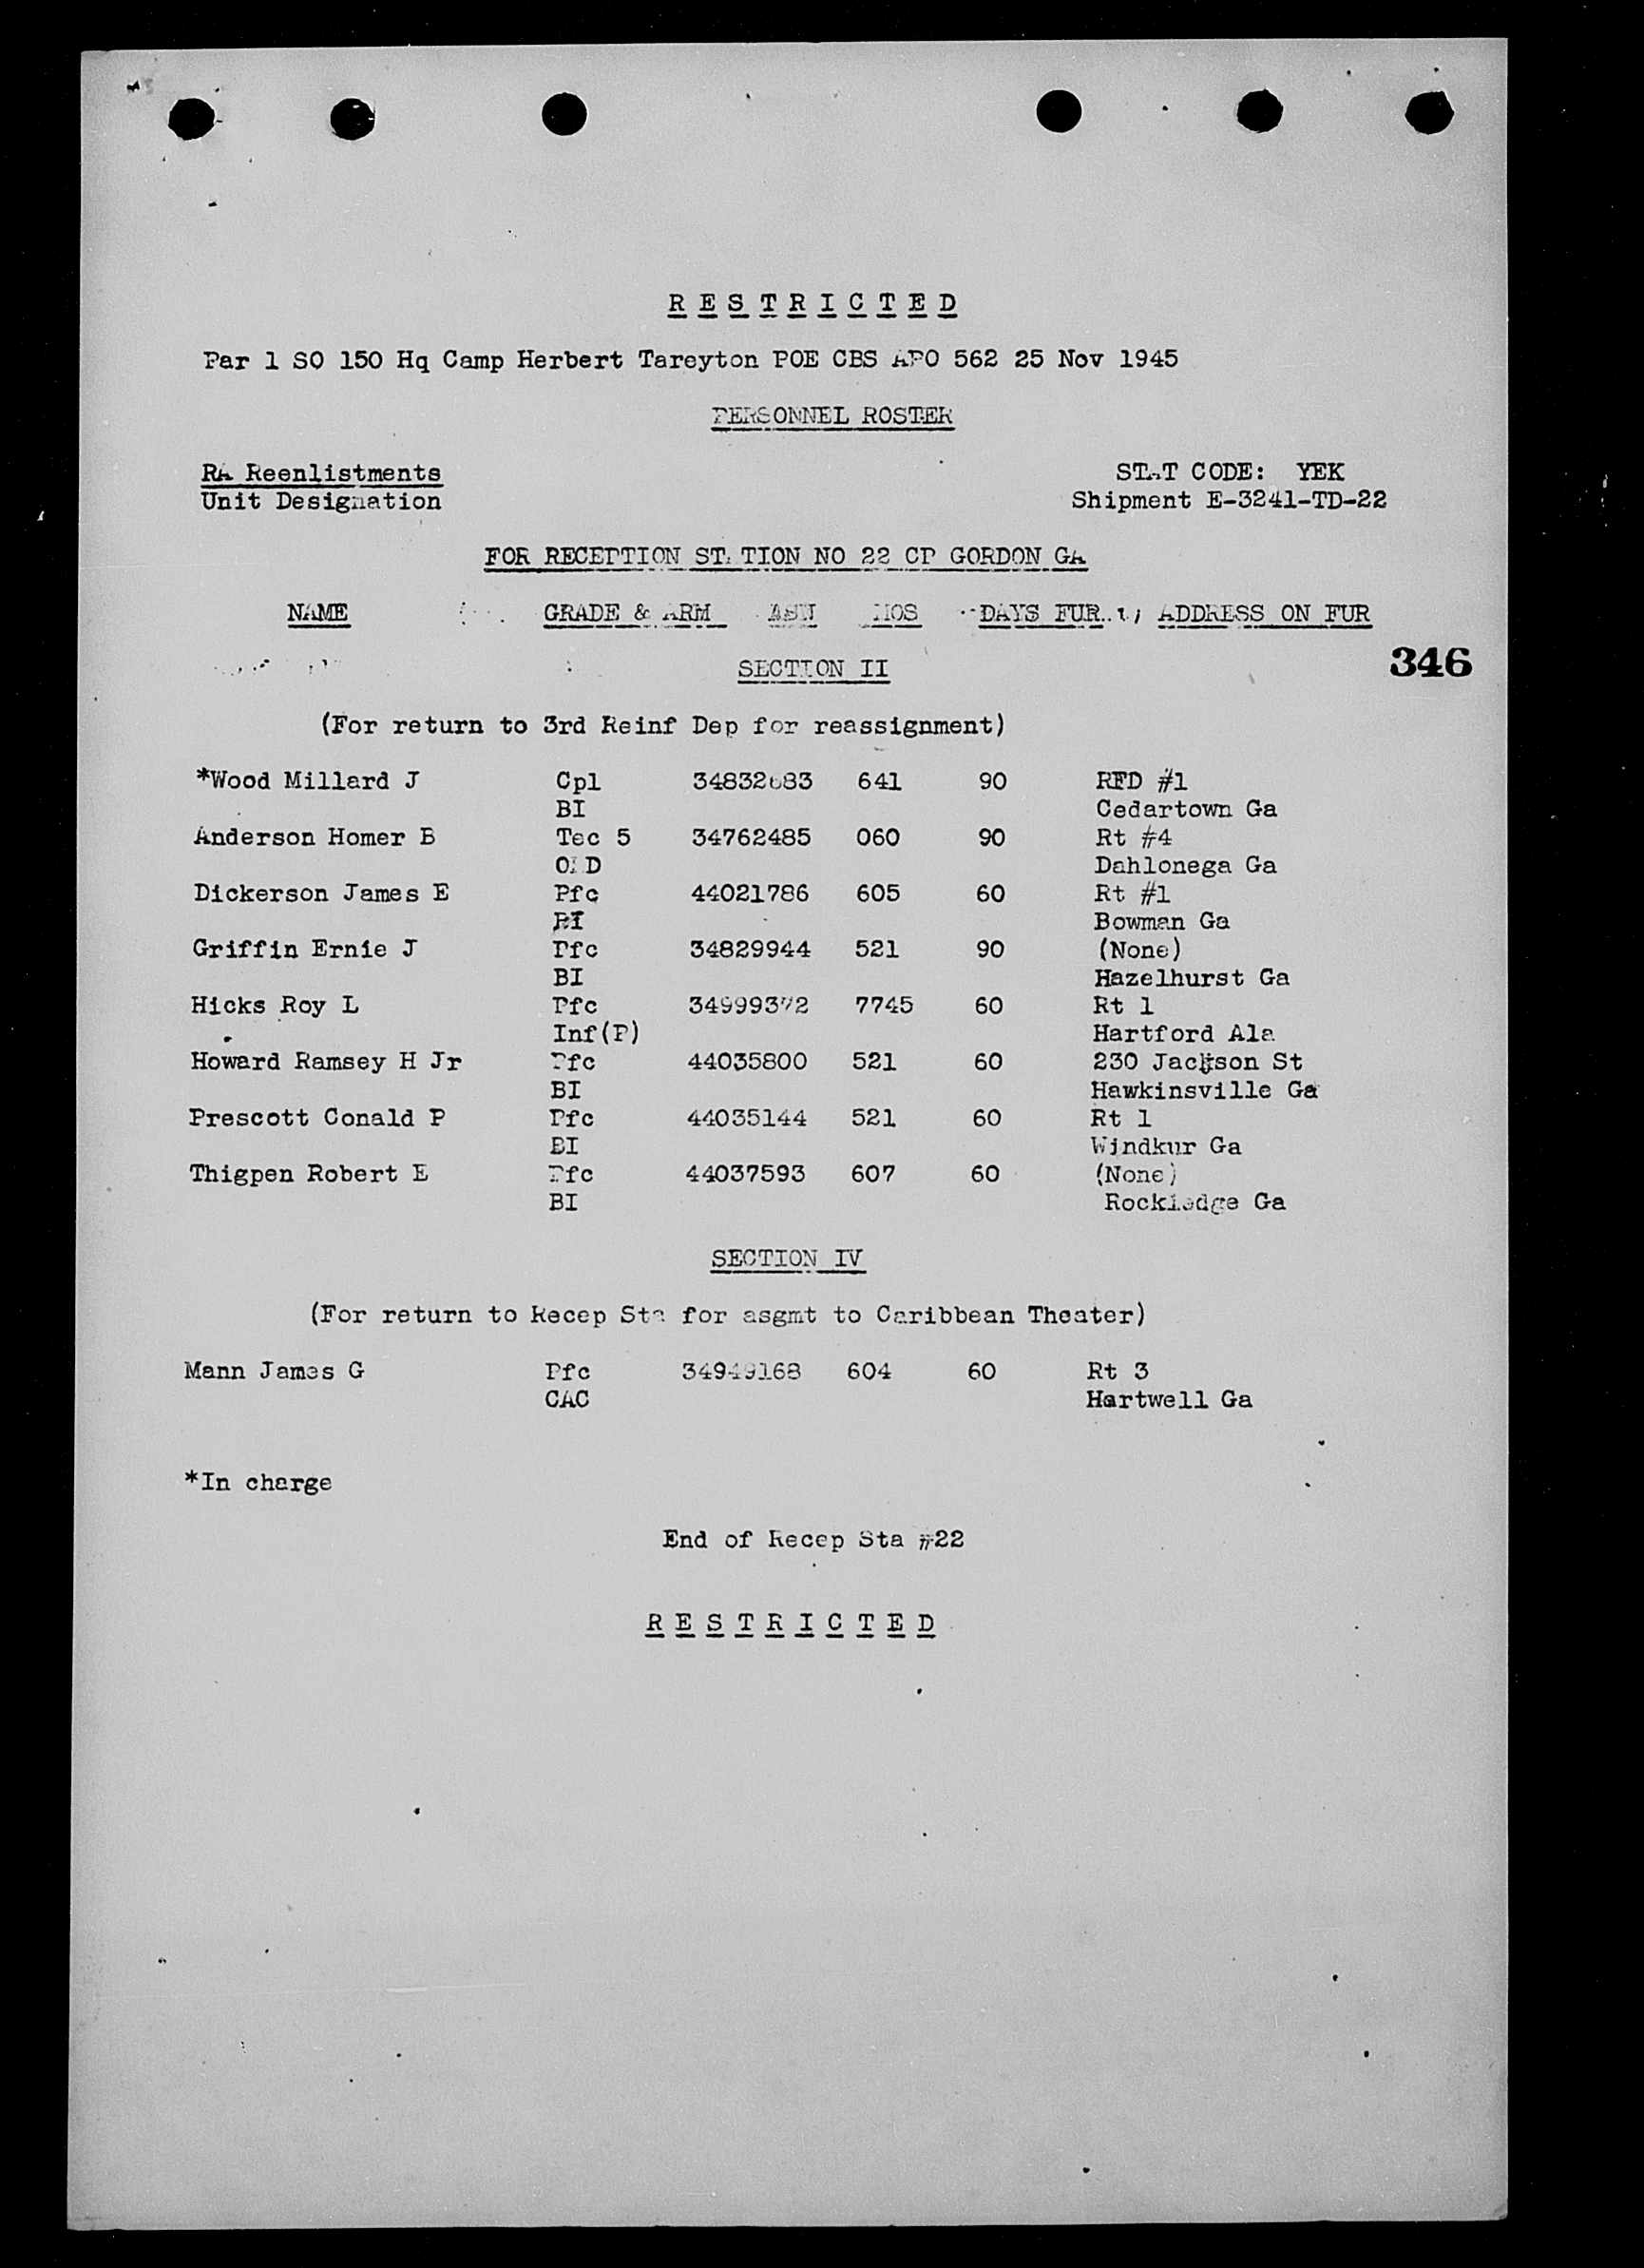 R E S T R I C T E D
Par 1 SO 150 Hq Camp Herbert Tareyton POE CBS APO 562 25 Nov 1945
PERSONNEL ROSTER
RA Reenlistments STAT CODE: YEK
Unit Designation Shipment E-3241-TD-22
FOR RECEPTION STATION NO 22 CP GORDON GA
NAME GRADE & ARM ASN MOS DAYS FUR ADDRESS ON FUR
346
SECTION II
(For return to 3rd Reinf Dep for reassignment)
*Wood Millard J Cpl 641 90 RFD #1
BI Cedartown Ga
Anderson Homer B Tec 5 34762485 060 90 Rt #4
Dahlonega Ga
Dickerson James E Pfc 44021786 605 60 Rt #1
BI Bowman Ga
Griffin Ernie J Pfc 34829944 521 90 (None)
BI Hazelhurst Ga
Hicks Roy L Pfc 34999372 7745 60 Rt 1
Inf(P) Hartford Ala
Howard Ramsey H Jr Pfc 44035800 521 60 230 Jackson St
BI Hawkinsville Ga
Prescott Conald P Pfc 44035144 521 60 Rt 1
BI Windkur Ga
Thigpen Robert E Pfc 44037593 607 60 (None)
BI Rockledge Ga
SECTION IV
(For return to Recep Sta for asgmt to Caribbean Theater)
Mann James G Pfc 34949168 604 60 Rt 3
CAC Hartwell Ga
*In charge
End of Recep Sta #22
R E S T R I C T E D